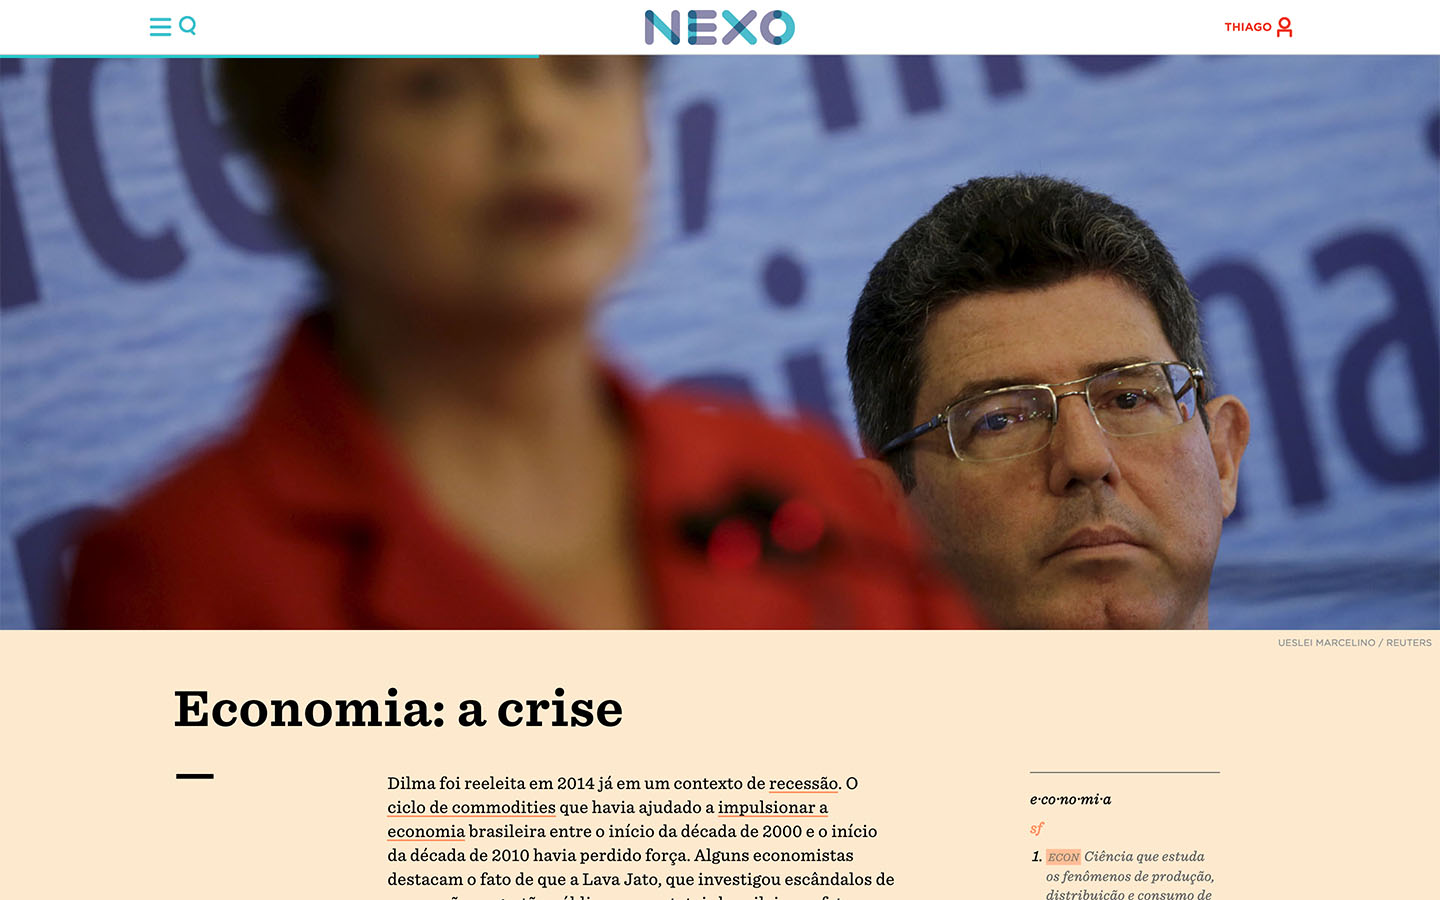 NEXO
THIAGO
UESLEI MARCELINO / REUTERS
Economia: a crise
Dilma foi reeleita em 2014 já em um contexto de recessão. O
ciclo de commodities que havia ajudado a impulsionar a
economia brasileira entre o início da década de 2000 e o início
da década de 2010 havia perdido força. Alguns economistas
destacam o fato de que a Lava Jato, que investigou escândalos de
e·co·no·mi·a
sf
1. ECON Ciência que estuda
os fenômenos de produção,
distribuição e consumo de